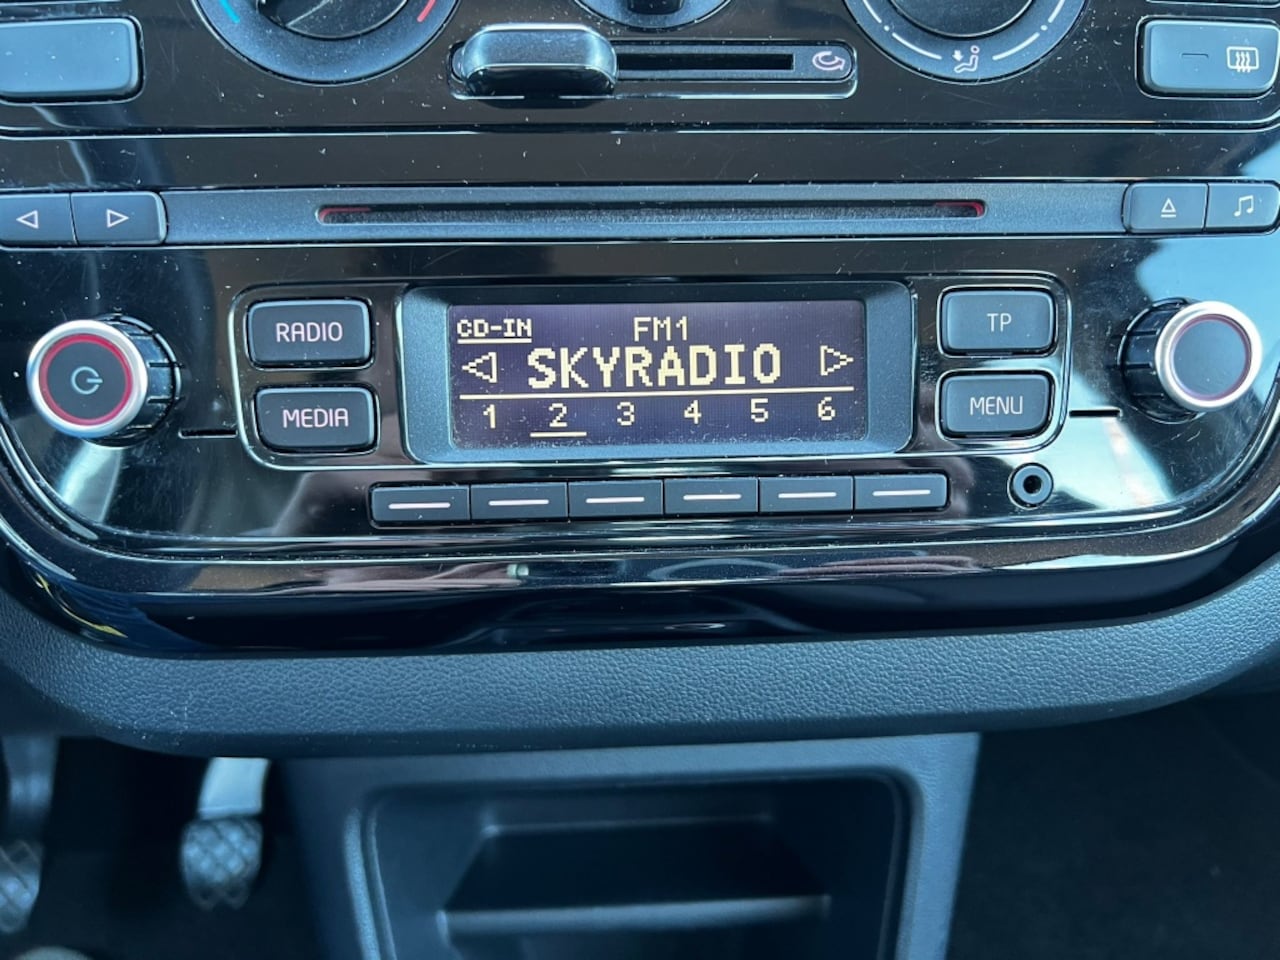 RADIO
MEDIA
CD-IN
FM1
SKYRADIO
1 2 3 4 5 6
TP
MENU